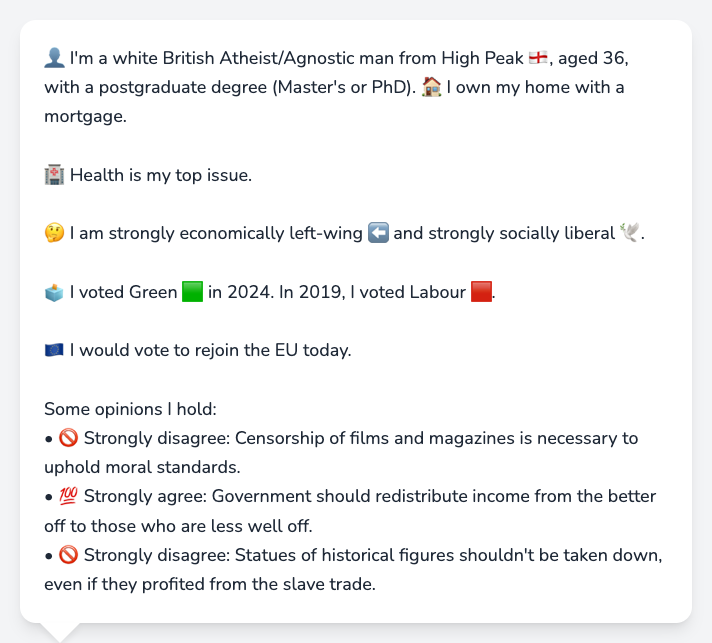 👤 I'm a white British Atheist/Agnostic man from High Peak 🏴󠁧󠁢󠁥󠁮󠁧󠁿, aged 36,
with a postgraduate degree (Master's or PhD). 🏠 I own my home with a
mortgage.
🏥 Health is my top issue.
🤔 I am strongly economically left-wing ⬅️ and strongly socially liberal 🕊️.
🗳️ I voted Green 🟩 in 2024. In 2019, I voted Labour 🟥.
🇪🇺 I would vote to rejoin the EU today.
Some opinions I hold:
• 🚫 Strongly disagree: Censorship of films and magazines is necessary to
uphold moral standards.
• 💯 Strongly agree: Government should redistribute income from the better
off to those who are less well off.
• 🚫 Strongly disagree: Statues of historical figures shouldn't be taken down,
even if they profited from the slave trade.